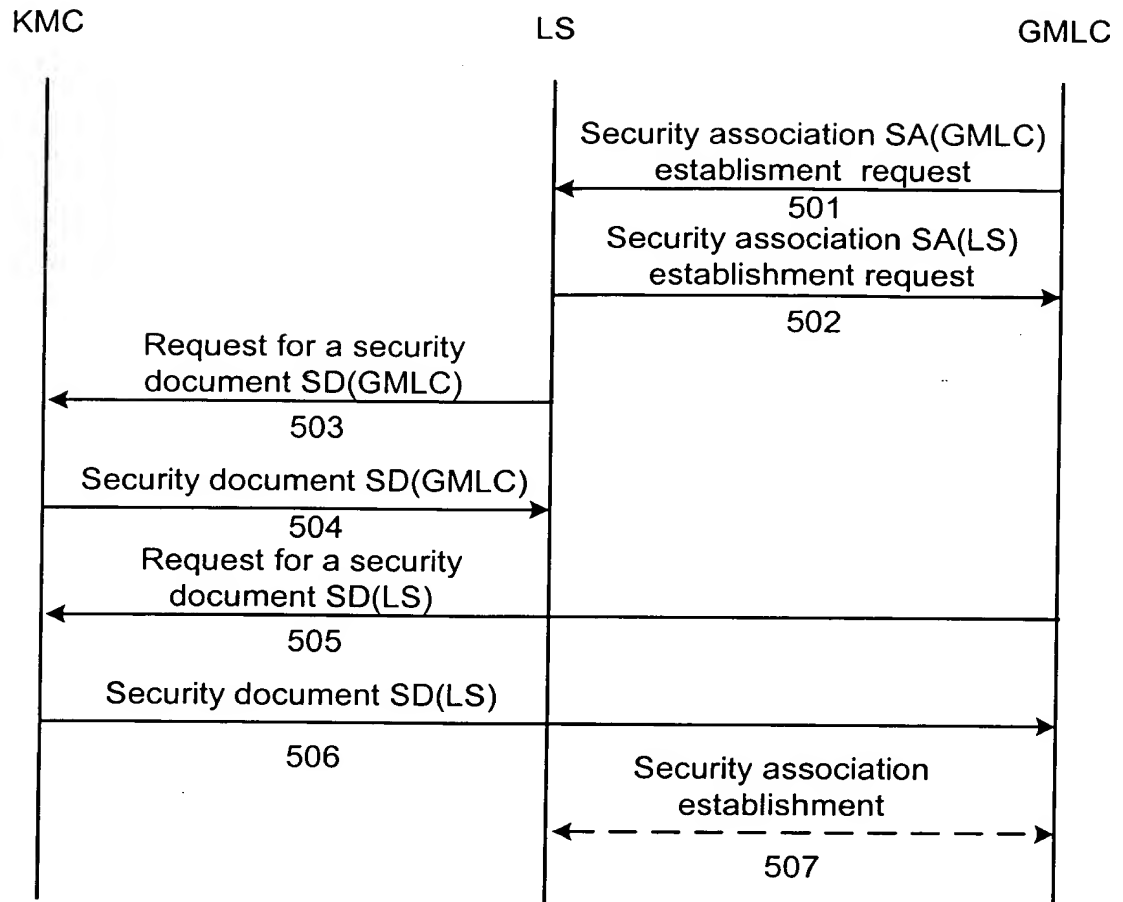 KMC
LS
GMLC
Security association SA(GMLC)
establisment request
501
Security association SA(LS)
establishment request
502
Request for a security
document SD(GMLC)
503
Security document SD(GMLC)
504
Request for a security
document SD(LS)
505
Security document SD(LS)
506
Security association
establishment
507